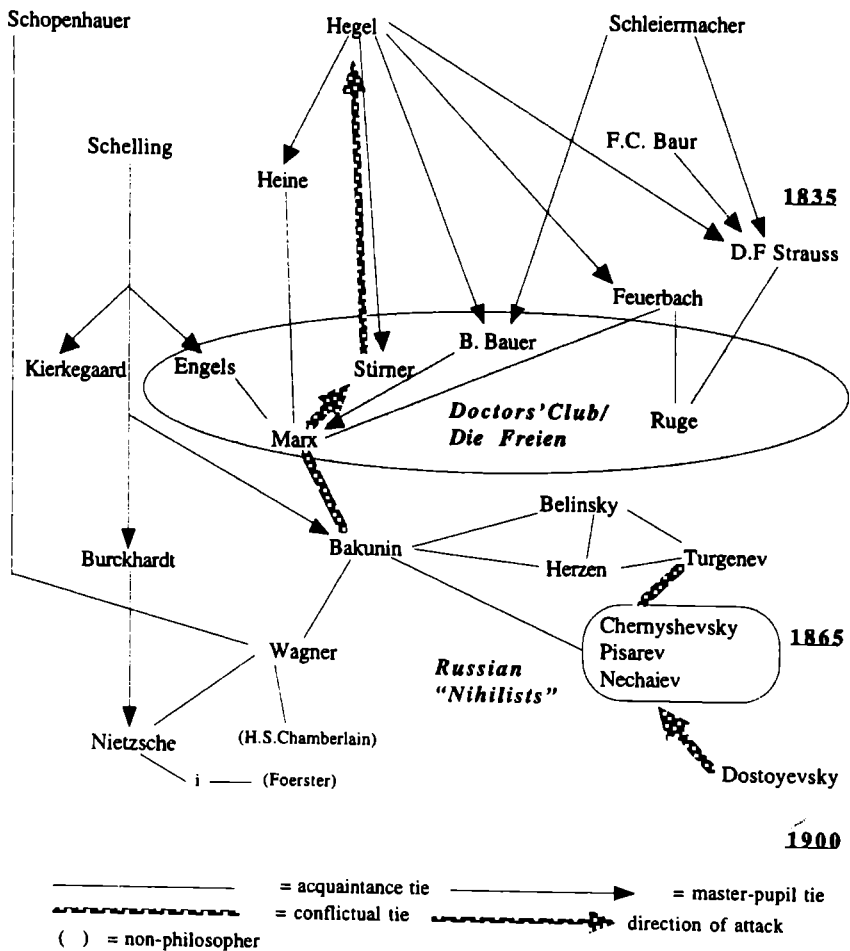 Schopenhauer
Hegel
Schleiermacher
Schelling
F.C. Baur
Heine
1835
D.F Strauss
Feuerbach
Kierkegaard
Engels
Stirner
B. Bauer
Doctors' Club/
Die Freien
Ruge
Marx
Belinsky
Bakunin
Burckhardt
Herzen
Turgenev
Chernyshevsky
Pisarev
Nechaiev
1865
Wagner
Russian
"Nihilists"
Nietzsche
(H.S.Chamberlain)
i
(Foerster)
Dostoyevsky
1900
= acquaintance tie
= master-pupil tie
= conflictual tie
direction of attack
( ) = non-philosopher